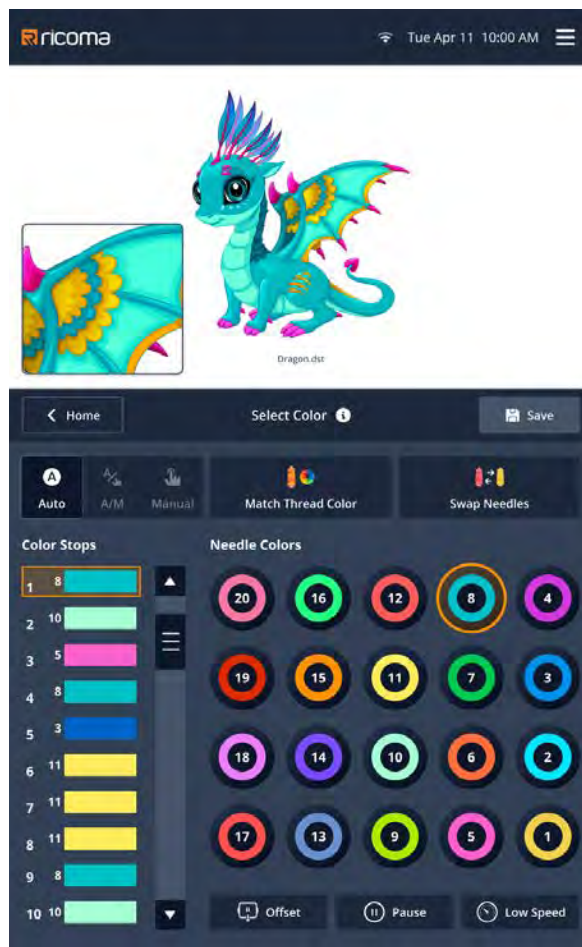 ricoma
Tue Apr 11 10:00 AM
Dragon.dst
Home
Select Color i
Save
A
A/M
Auto
A/M
Manual
Match Thread Color
Swap Needles
Color Stops
Needle Colors
1 8
2 10
3 5
4 8
5 3
6 11
7 11
8 11
9 8
10 10
20 16 12 8 4
19 15 11 7 3
18 14 10 6 2
17 13 9 5 1
Offset
Pause
Low Speed